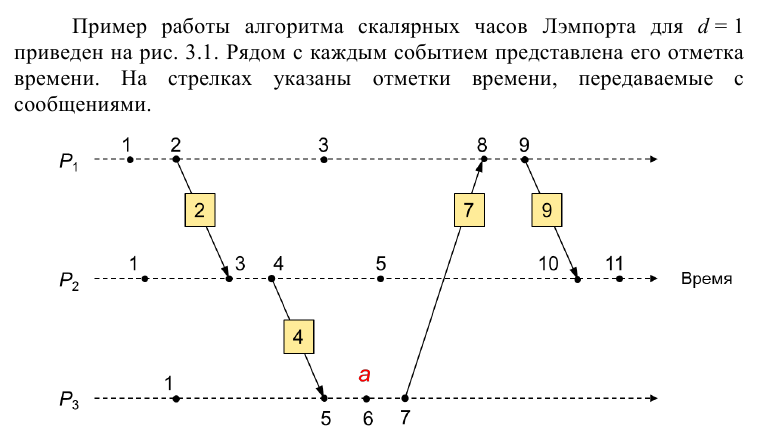 Пример работы алгоритма скалярных часов Лэмпорта для d = 1
приведен на рис. 3.1. Рядом с каждым событием представлена его отметка
времени. На стрелках указаны отметки времени, передаваемые с
сообщениями.
1 2 3 8 9
P1
2 7 9
1 3 4 5 10 11
P2 Время
4
a
1
P3
5 6 7